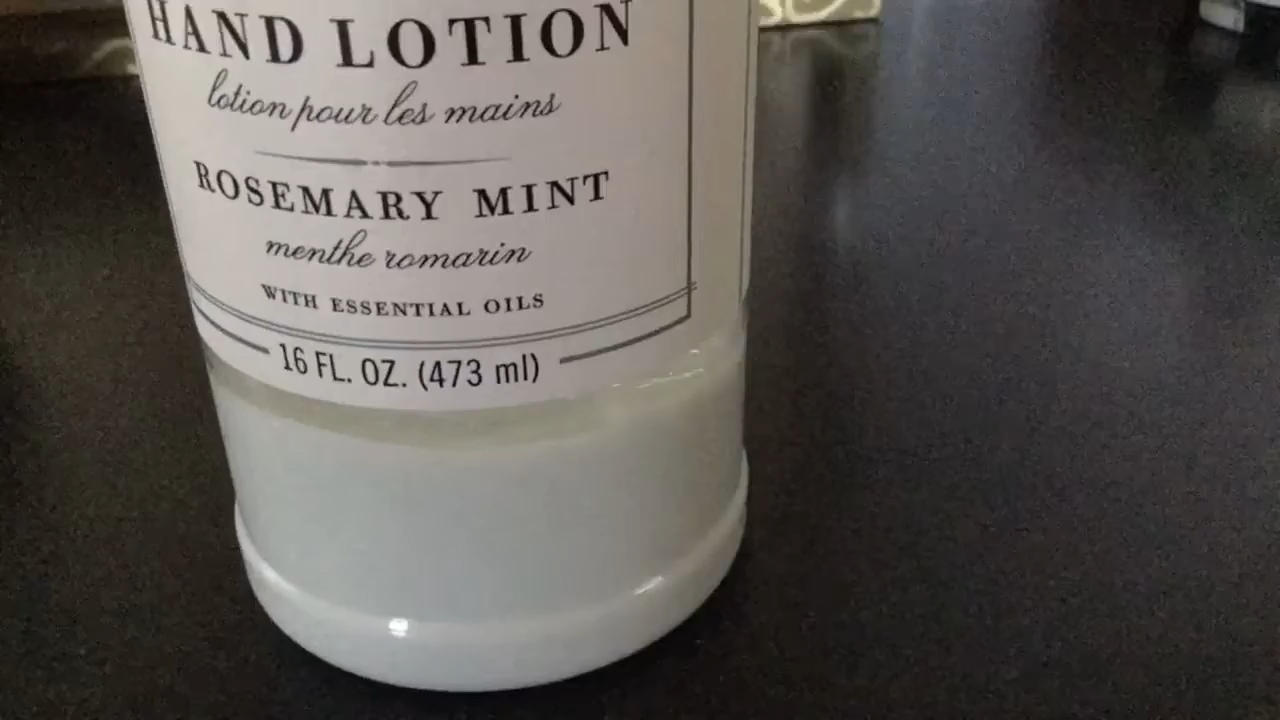 HAND LOTION
lotion pour les mains
ROSEMARY MINT
menthe romarin
WITH ESSENTIAL OILS
16 FL. OZ. (473 ml)